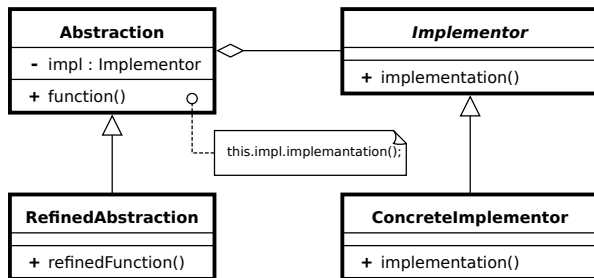 Abstraction
- impl : Implementor
+ function()
Implementor
+ implementation()
this.impl.implemantation();
RefinedAbstraction
+ refinedFunction()
ConcreteImplementor
+ implementation()